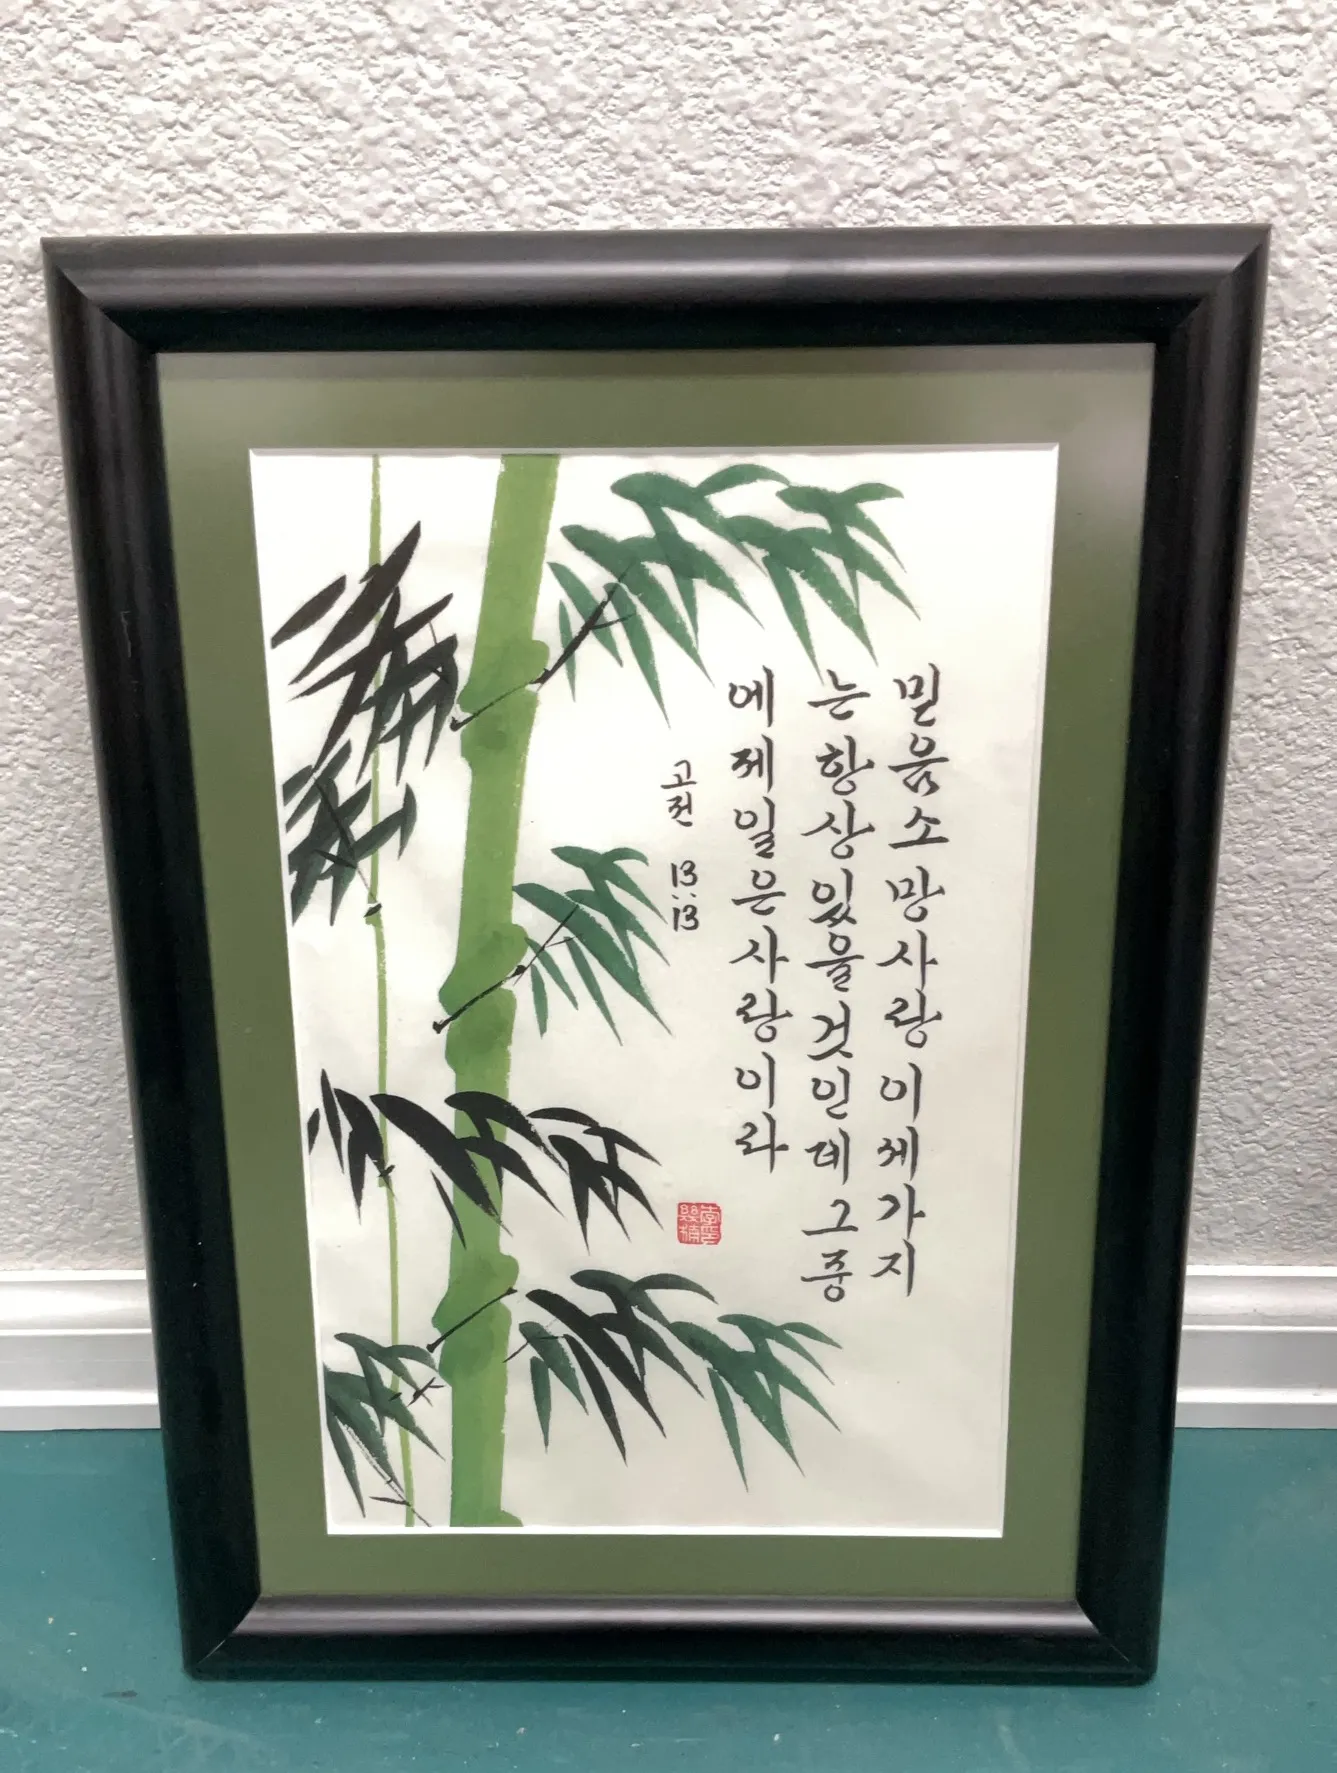 믿음소망사랑이세가지
는항상있을것인데그중
에제일은사랑이라
고전 13:13